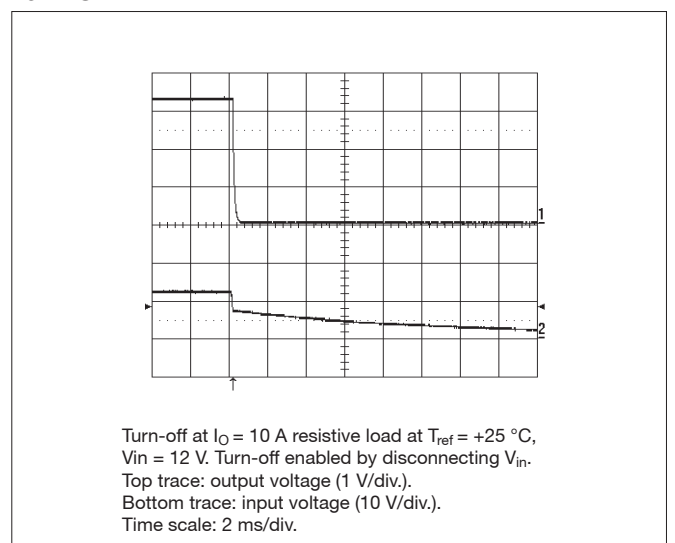 1
2
Turn-off at IO = 10 A resistive load at Tref = +25 °C,
Vin = 12 V. Turn-off enabled by disconnecting Vin.
Top trace: output voltage (1 V/div.).
Bottom trace: input voltage (10 V/div.).
Time scale: 2 ms/div.